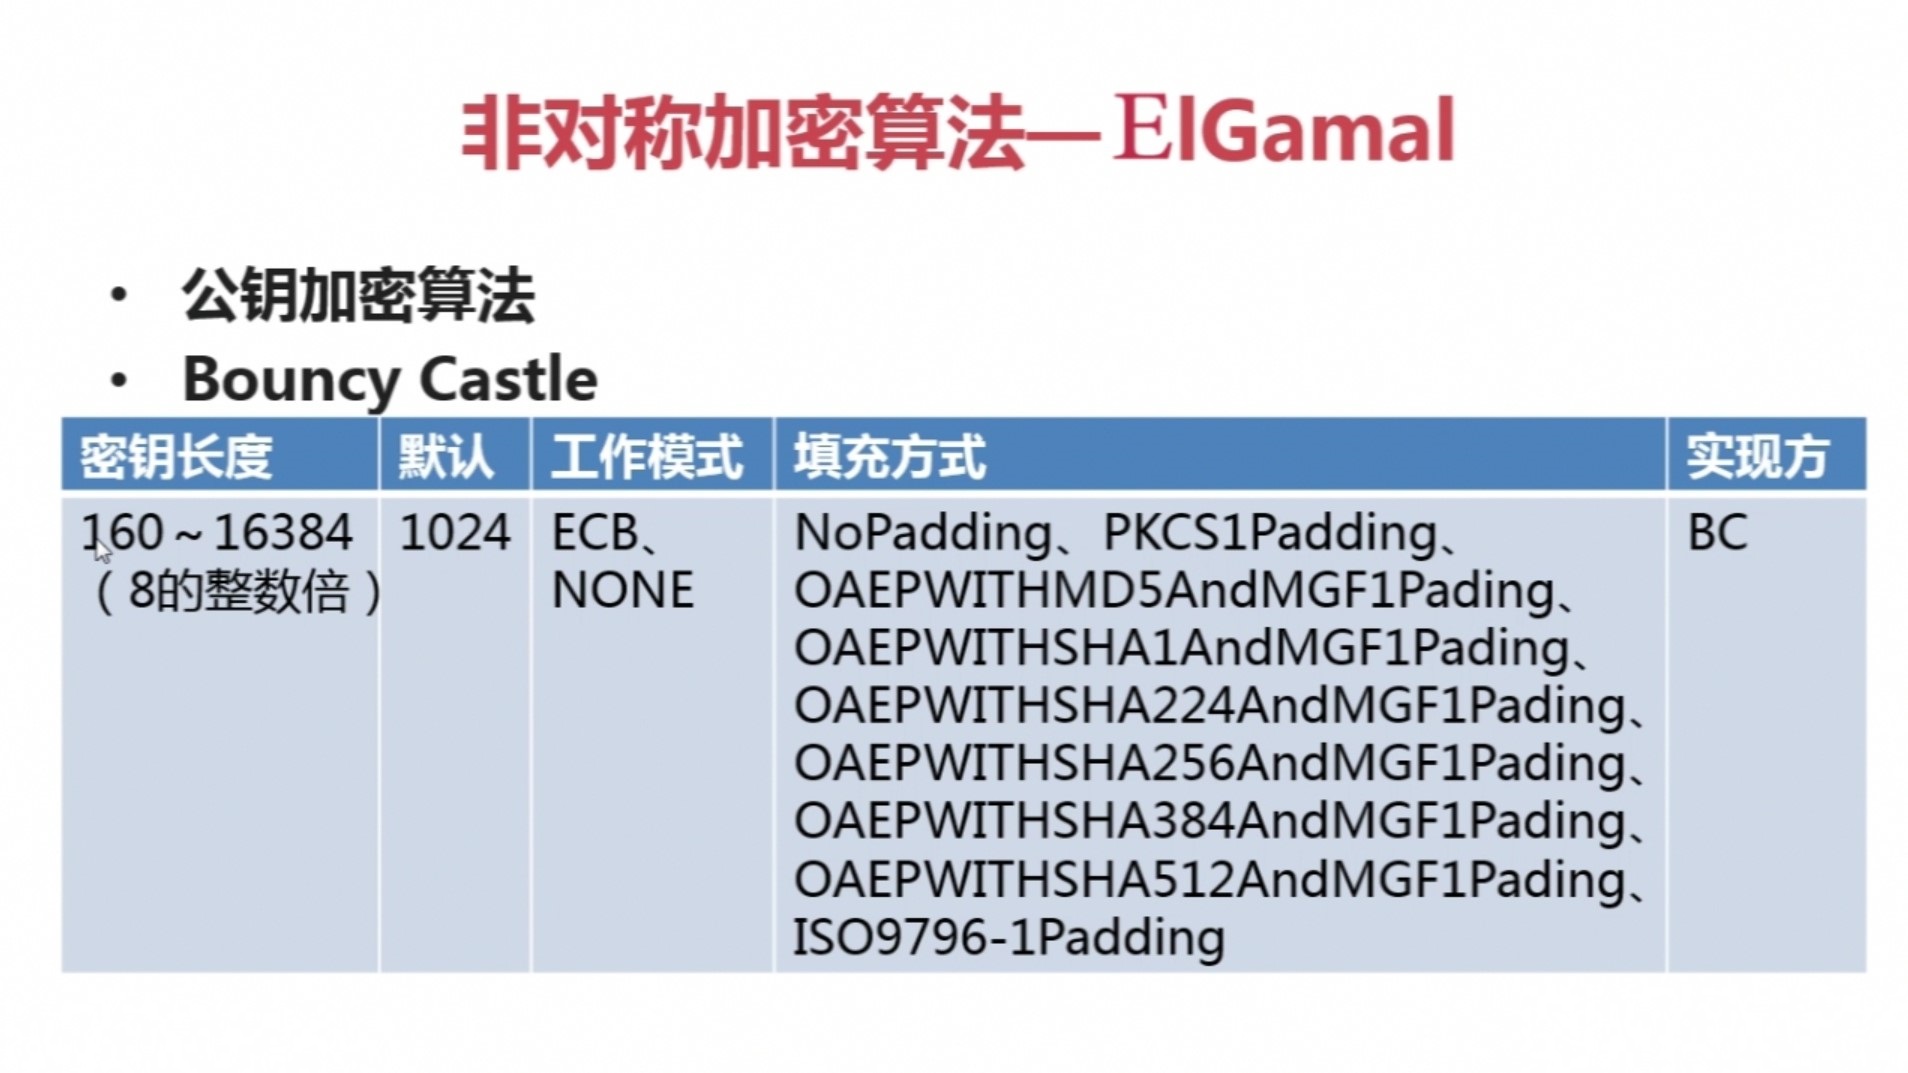 非对称加密算法—ElGamal
• 公钥加密算法
• Bouncy Castle
密钥长度 默认 工作模式 填充方式 实现方
160～16384
（8的整数倍）
1024
ECB、
NONE
NoPadding、PKCS1Padding、
OAEPWITHMD5AndMGF1Pading、
OAEPWITHSHA1AndMGF1Pading、
OAEPWITHSHA224AndMGF1Pading、
OAEPWITHSHA256AndMGF1Pading、
OAEPWITHSHA384AndMGF1Pading、
OAEPWITHSHA512AndMGF1Pading、
ISO9796-1Padding
BC